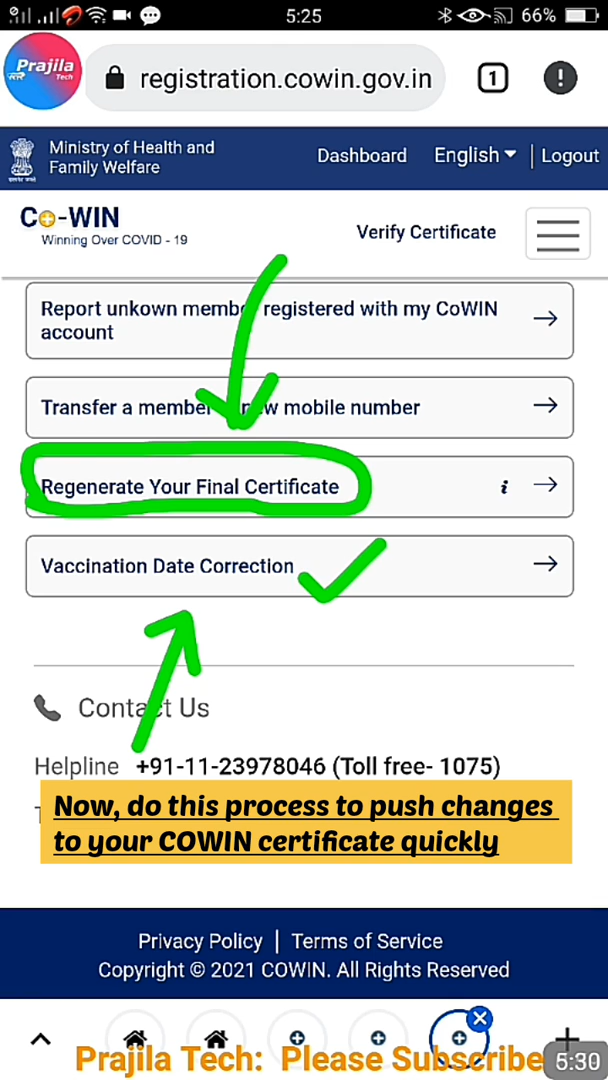 5:25
66%
Prajila
Tech
registration.cowin.gov.in
1
Ministry of Health and
Family Welfare
Dashboard
English
Logout
Co-WIN
Winning Over COVID - 19
Verify Certificate
Report unkown membe registered with my CoWIN
account
Transfer a member new mobile number
Regenerate Your Final Certificate
i
Vaccination Date Correction
Contact Us
Helpline +91-11-23978046 (Toll free- 1075)
Now, do this process to push changes
to your COWIN certificate quickly
Privacy Policy | Terms of Service
Copyright © 2021 COWIN. All Rights Reserved
Prajila Tech: Please Subscribe
5:30